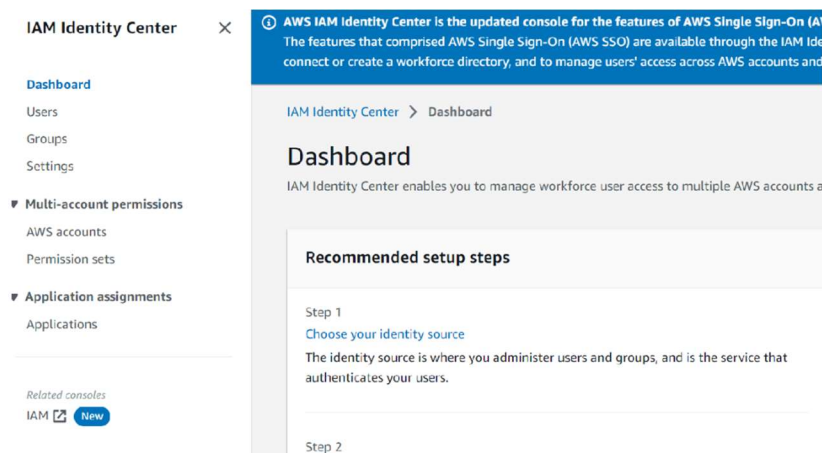 IAM Identity Center
Dashboard
Users
Groups
Settings
Multi-account permissions
AWS accounts
Permission sets
Application assignments
Applications
Related consoles
IAM New
AWS IAM Identity Center is the updated console for the features of AWS Single Sign-On
The features that comprised AWS Single Sign-On (AWS SSO) are available through the IAM
connect or create a workforce directory, and to manage users' access across AWS accounts and
IAM Identity Center > Dashboard
Dashboard
IAM Identity Center enables you to manage workforce user access to multiple AWS accounts
Recommended setup steps
Step 1
Choose your identity source
The identity source is where you administer users and groups, and is the service that
authenticates your users.
Step 2